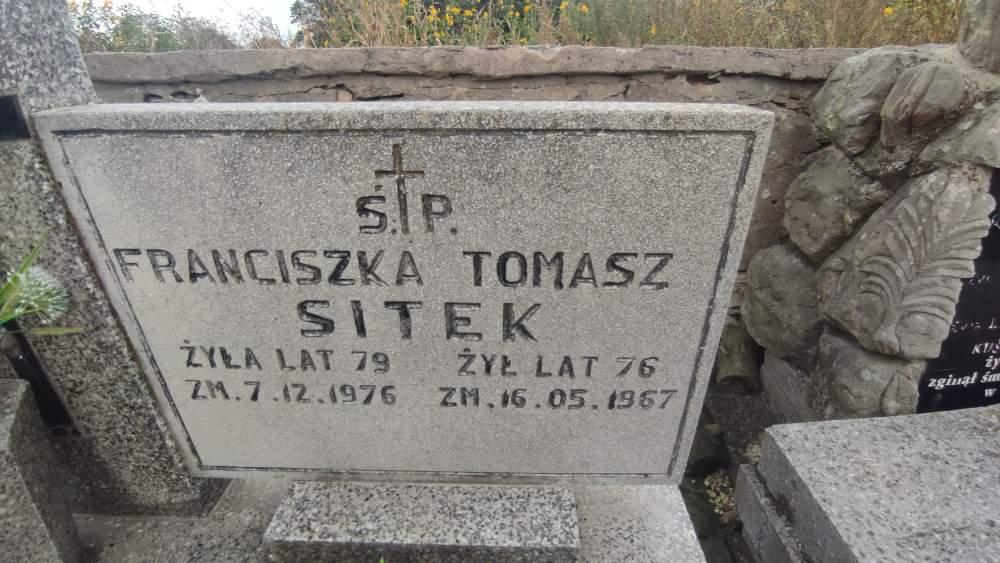 Ś.P.
FRANCISZKA TOMASZ
SITEK
ŻYŁA LAT 79 ŻYŁ LAT 76
ZM.7.12.1976 ZM.16.05.1967
zginął
w